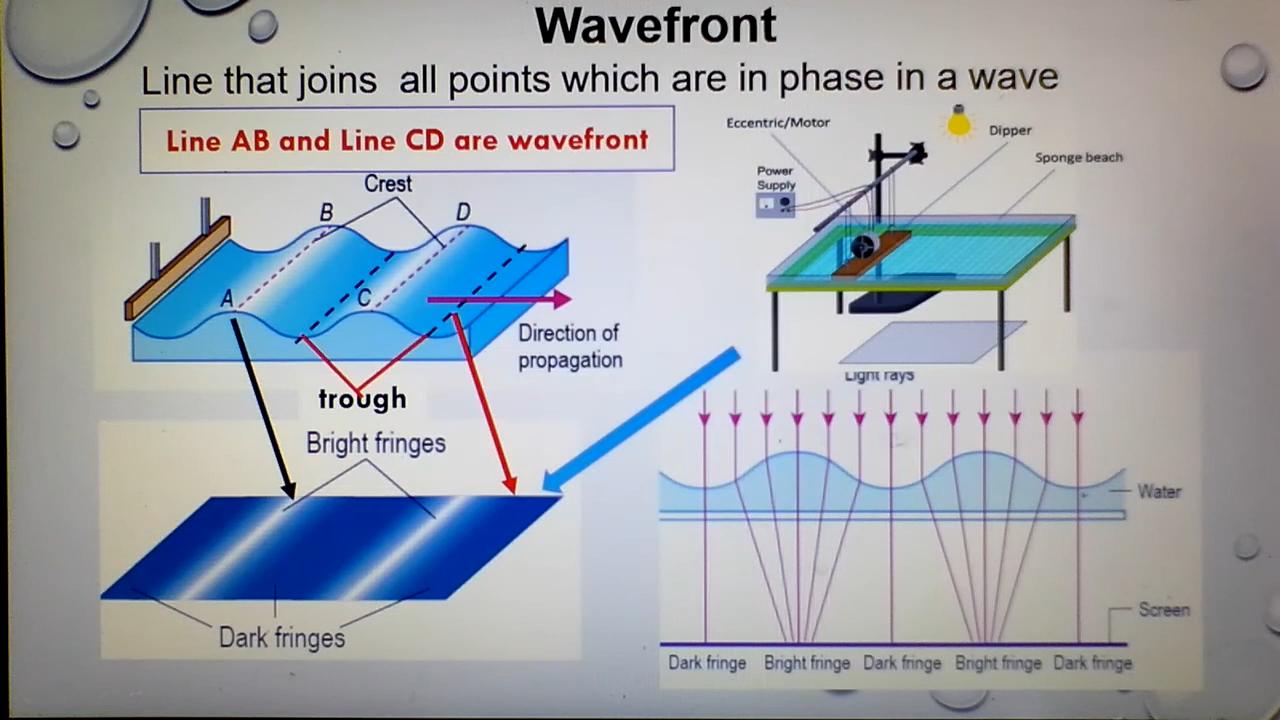 Wavefront
Line that joins all points which are in phase in a wave
Line AB and Line CD are wavefront
Crest
B
D
A
C
Direction of
propagation
trough
Bright fringes
Dark fringes
Eccentric/Motor
Dipper
Sponge beach
Power
Supply
Light rays
Water
Screen
Dark fringe Bright fringe Dark fringe Bright fringe Dark fringe